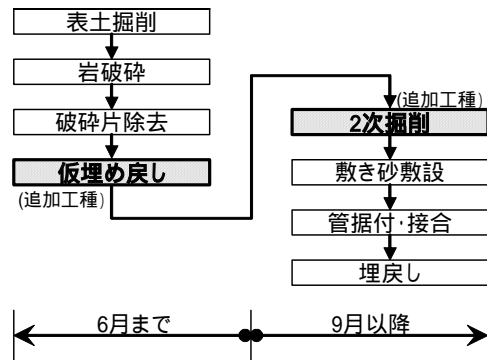 表土掘削
岩破砕
破砕片除去
仮埋め戻し
(追加工種)
(追加工種)
2次掘削
敷き砂敷設
管据付・接合
埋戻し
6月まで
9月以降